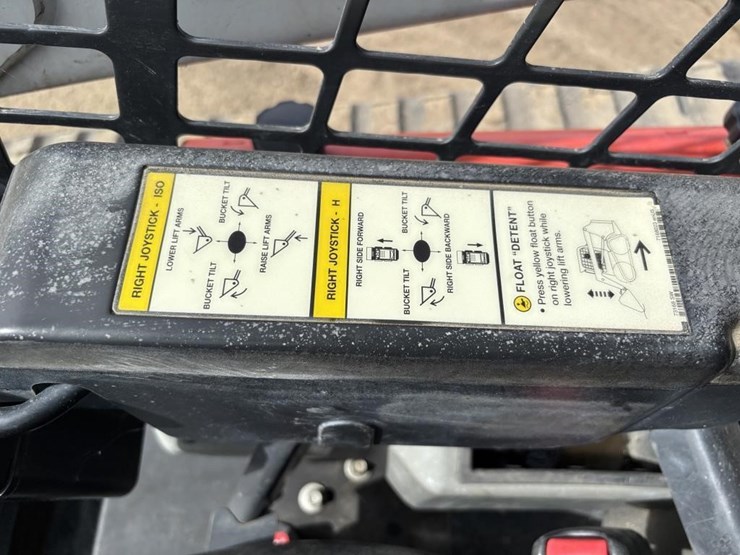 RIGHT JOYSTICK - ISO
LOWER LIFT ARMS
BUCKET TILT
BUCKET TILT
RAISE LIFT ARMS
RIGHT JOYSTICK - H
RIGHT SIDE FORWARD
BUCKET TILT
BUCKET TILT
RIGHT SIDE BACKWARD
FLOAT "DETENT"
• Press yellow float button
on right joystick while
lowering lift arms.